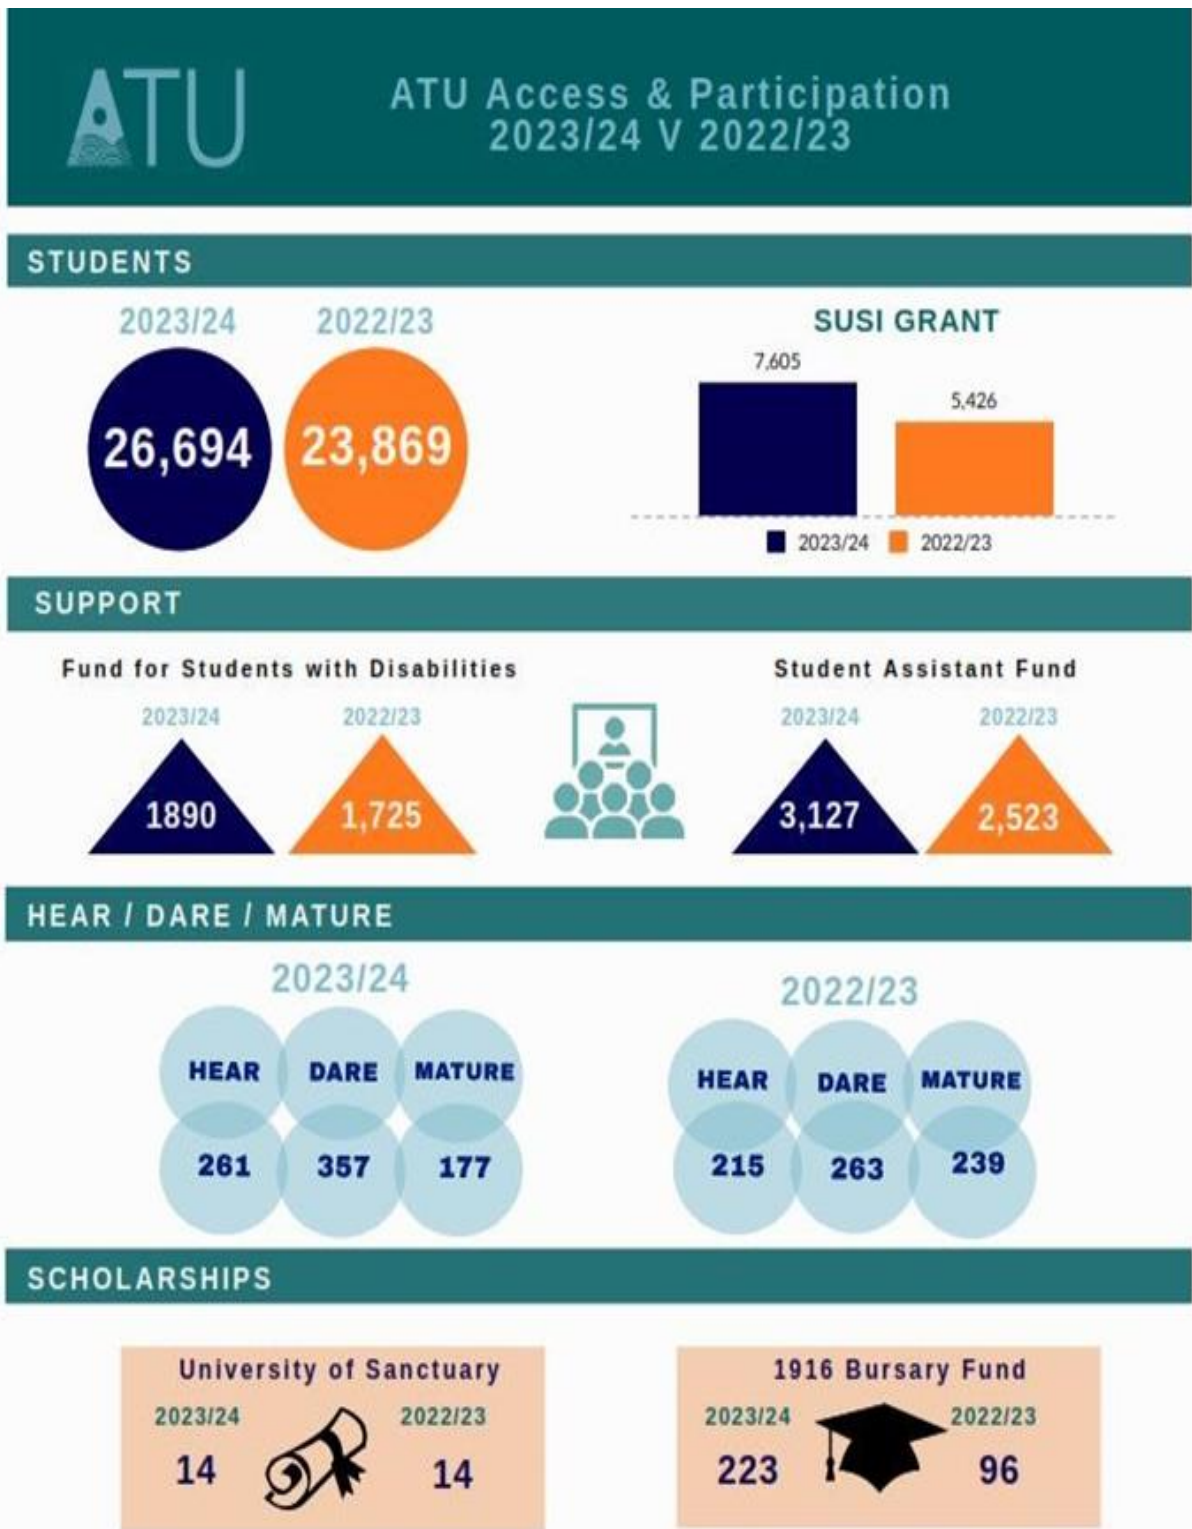 ATU
ATU Access & Participation
2023/24 V 2022/23
STUDENTS
2023/24 2022/23
26,694 23,869
SUSI GRANT
7,605
5,426
2023/24 2022/23
SUPPORT
Fund for Students with Disabilities
2023/24 2022/23
1890 1,725
Student Assistant Fund
2023/24 2022/23
3,127 2,523
HEAR / DARE / MATURE
2023/24
HEAR DARE MATURE
261 357 177
2022/23
HEAR DARE MATURE
215 263 239
SCHOLARSHIPS
University of Sanctuary
2023/24 2022/23
14 14
1916 Bursary Fund
2023/24 2022/23
223 96